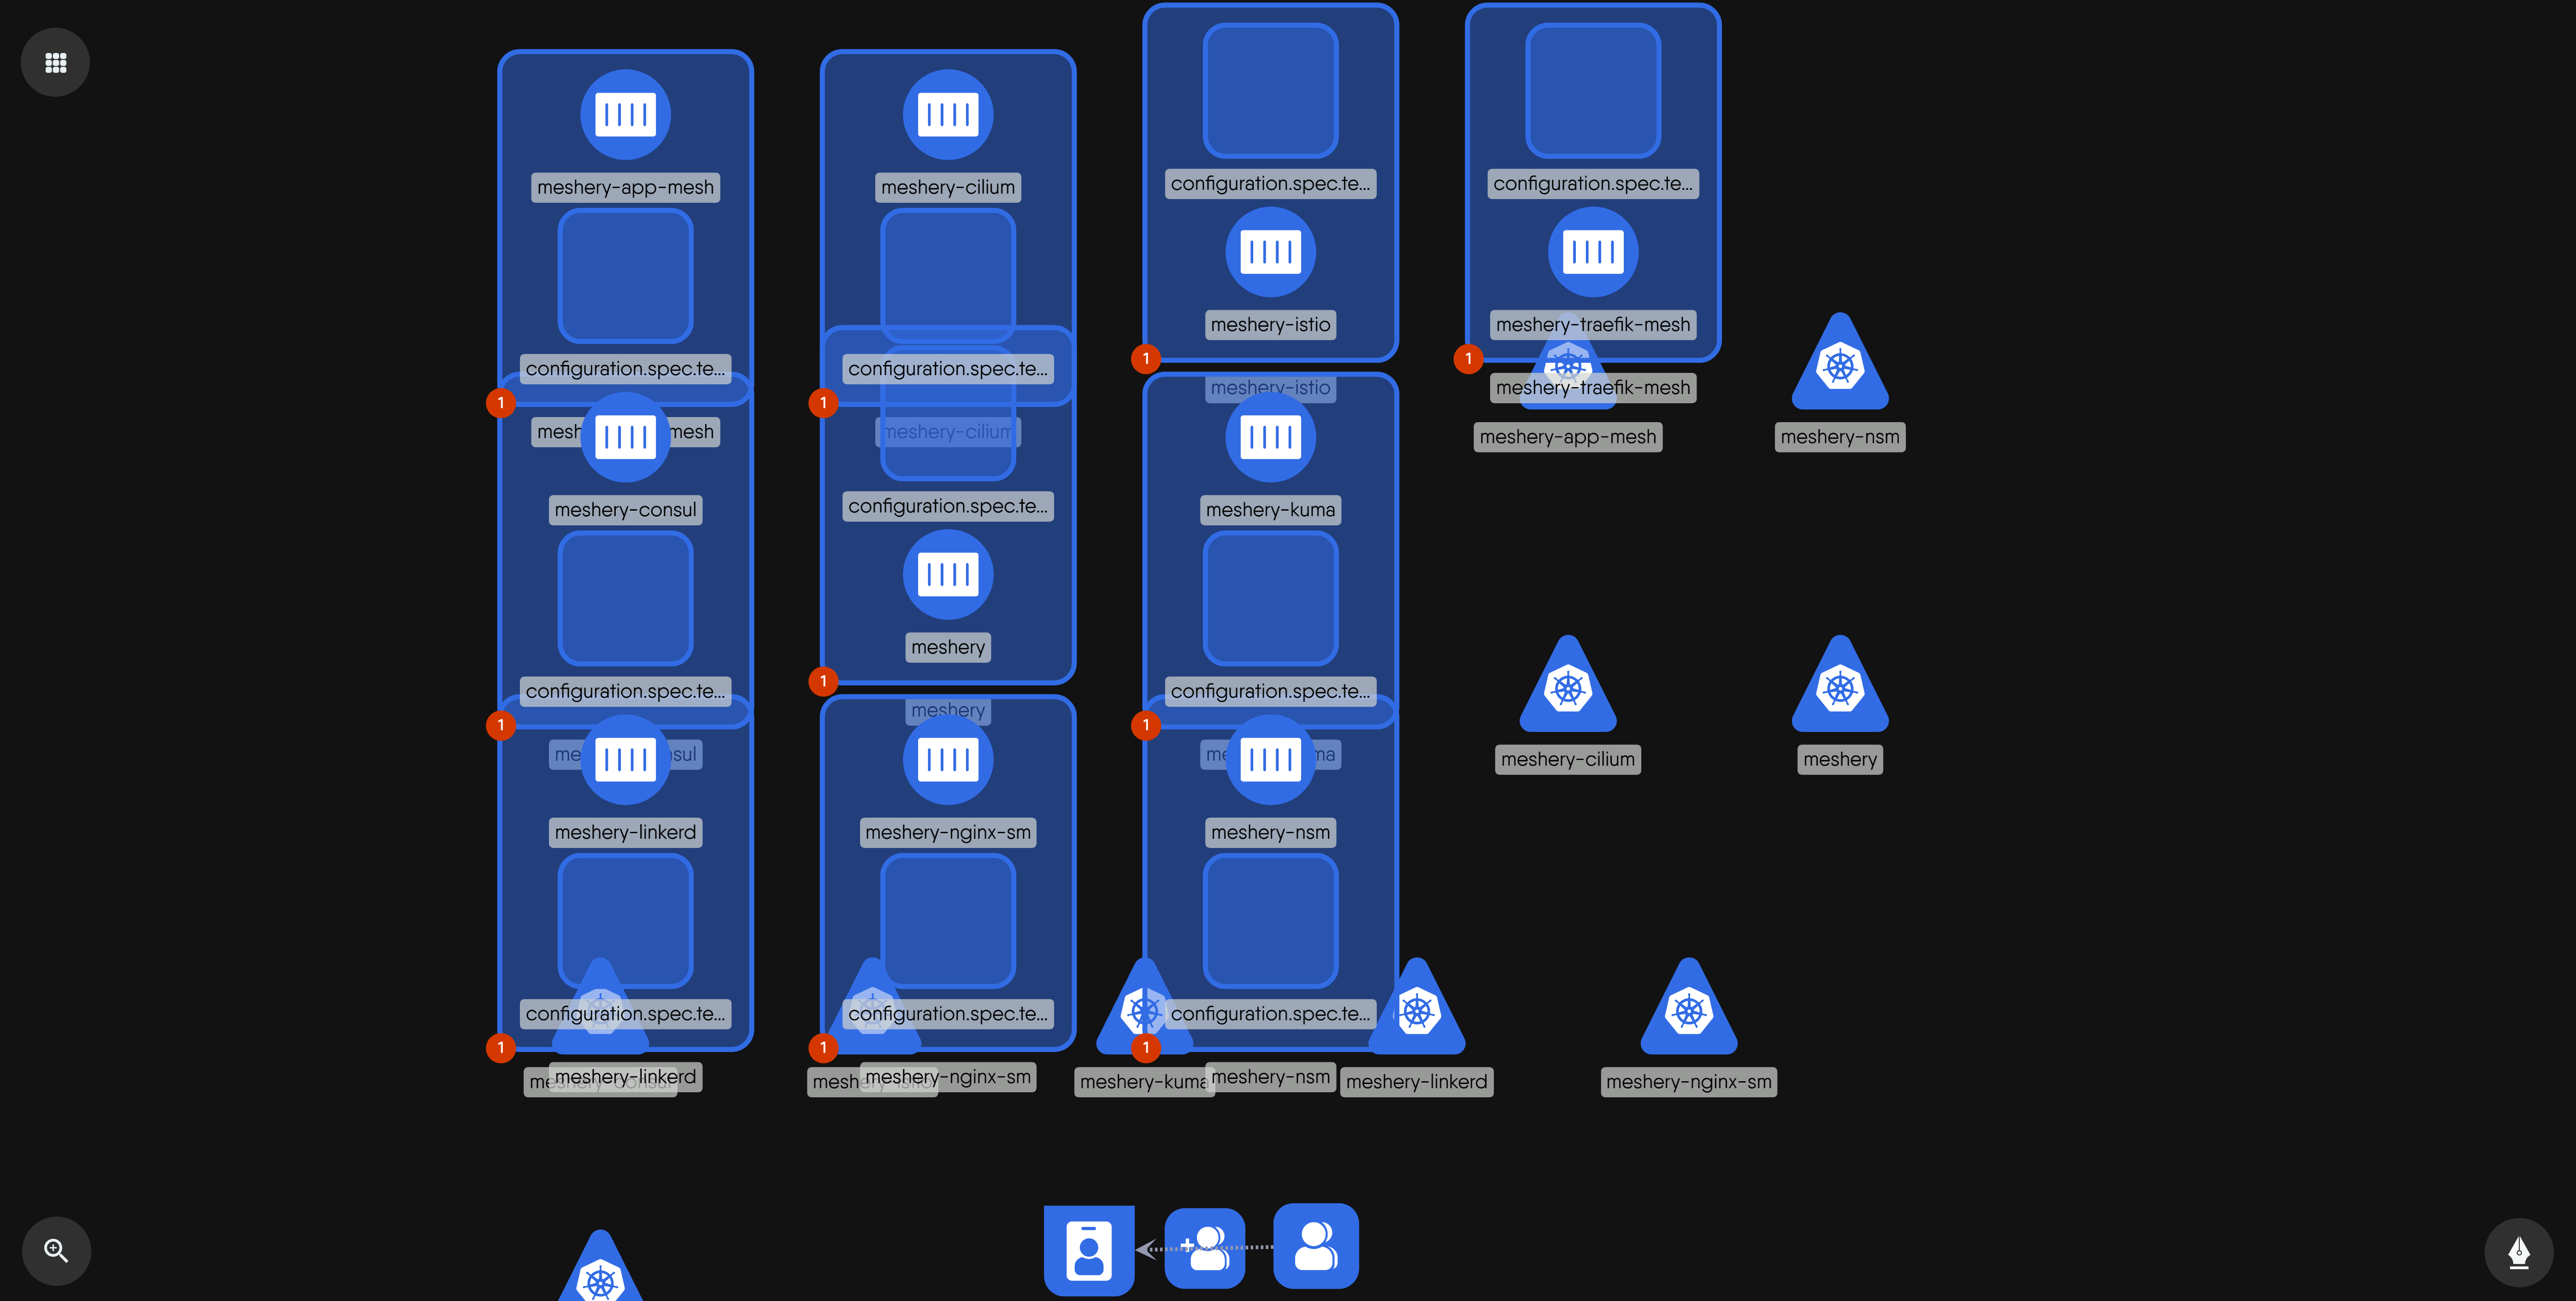 meshery-app-mesh
configuration.spec.te...
1
mesh
mesh
meshery-consul
configuration.spec.te...
1
sul
meshery-linkerd
configuration.spec.te...
1
meshery-consul
meshery-linkerd
meshery-cilium
configuration.spec.te...
1
meshery-cilium
configuration.spec.te...
meshery
1
meshery
meshery-nginx-sm
configuration.spec.te...
1
meshery-nginx-sm
configuration.spec.te...
meshery-istio
1
meshery-istio
meshery-kuma
configuration.spec.te...
1
meshery-nsm
configuration.spec.te...
1
meshery-kuma
meshery-nsm
meshery-linkerd
configuration.spec.te...
meshery-traefik-mesh
1
meshery-traefik-mesh
meshery-app-mesh
meshery-nsm
meshery-cilium
meshery
meshery-nginx-sm